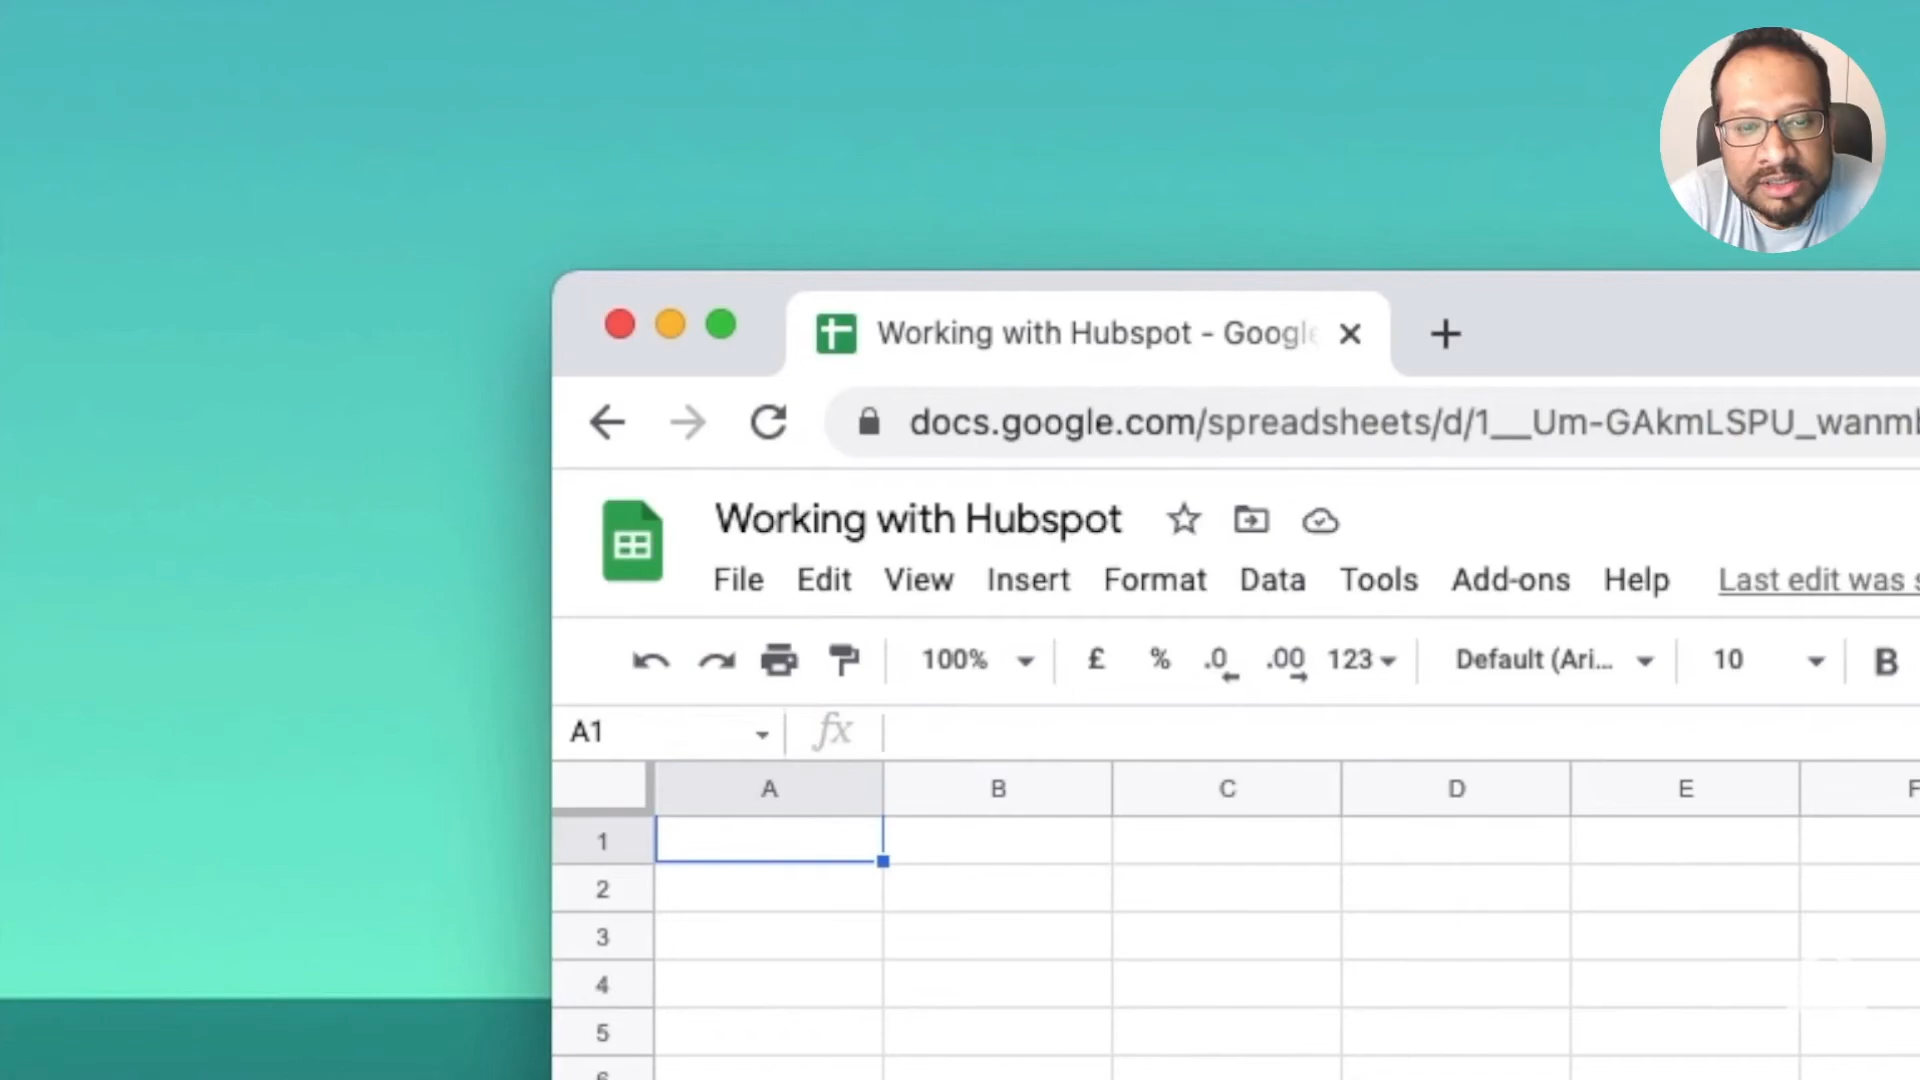 Working with Hubspot - Google
docs.google.com/spreadsheets/d/1__Um-GAkmLSPU_wanm
Working with Hubspot
File Edit View Insert Format Data Tools Add-ons Help Last edit was
100% £ % .0 .00 123 Default (Ari... 10 B
A1 fx
A B C D E F
1
2
3
4
5
6